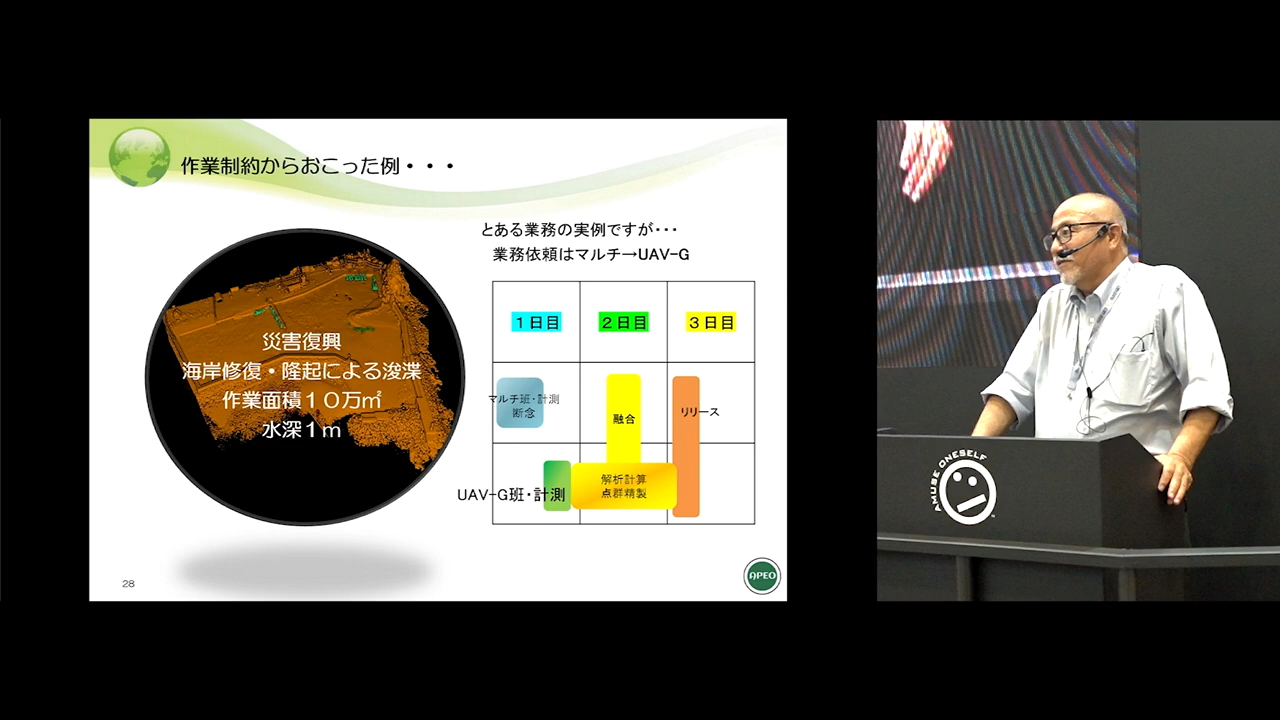 作業制約からおこった例・・・
とある業務の実例ですが・・・
業務依頼はマルチ→UAV-G
災害復興
海岸修復・隆起による浚渫
作業面積１０万㎡
水深１ｍ
１日目
２日目
３日目
マルチ班・計測
断念
融合
リリース
UAV-G班・計測
解析計算
点群精製
28
APEO
AMUSE ONESELF